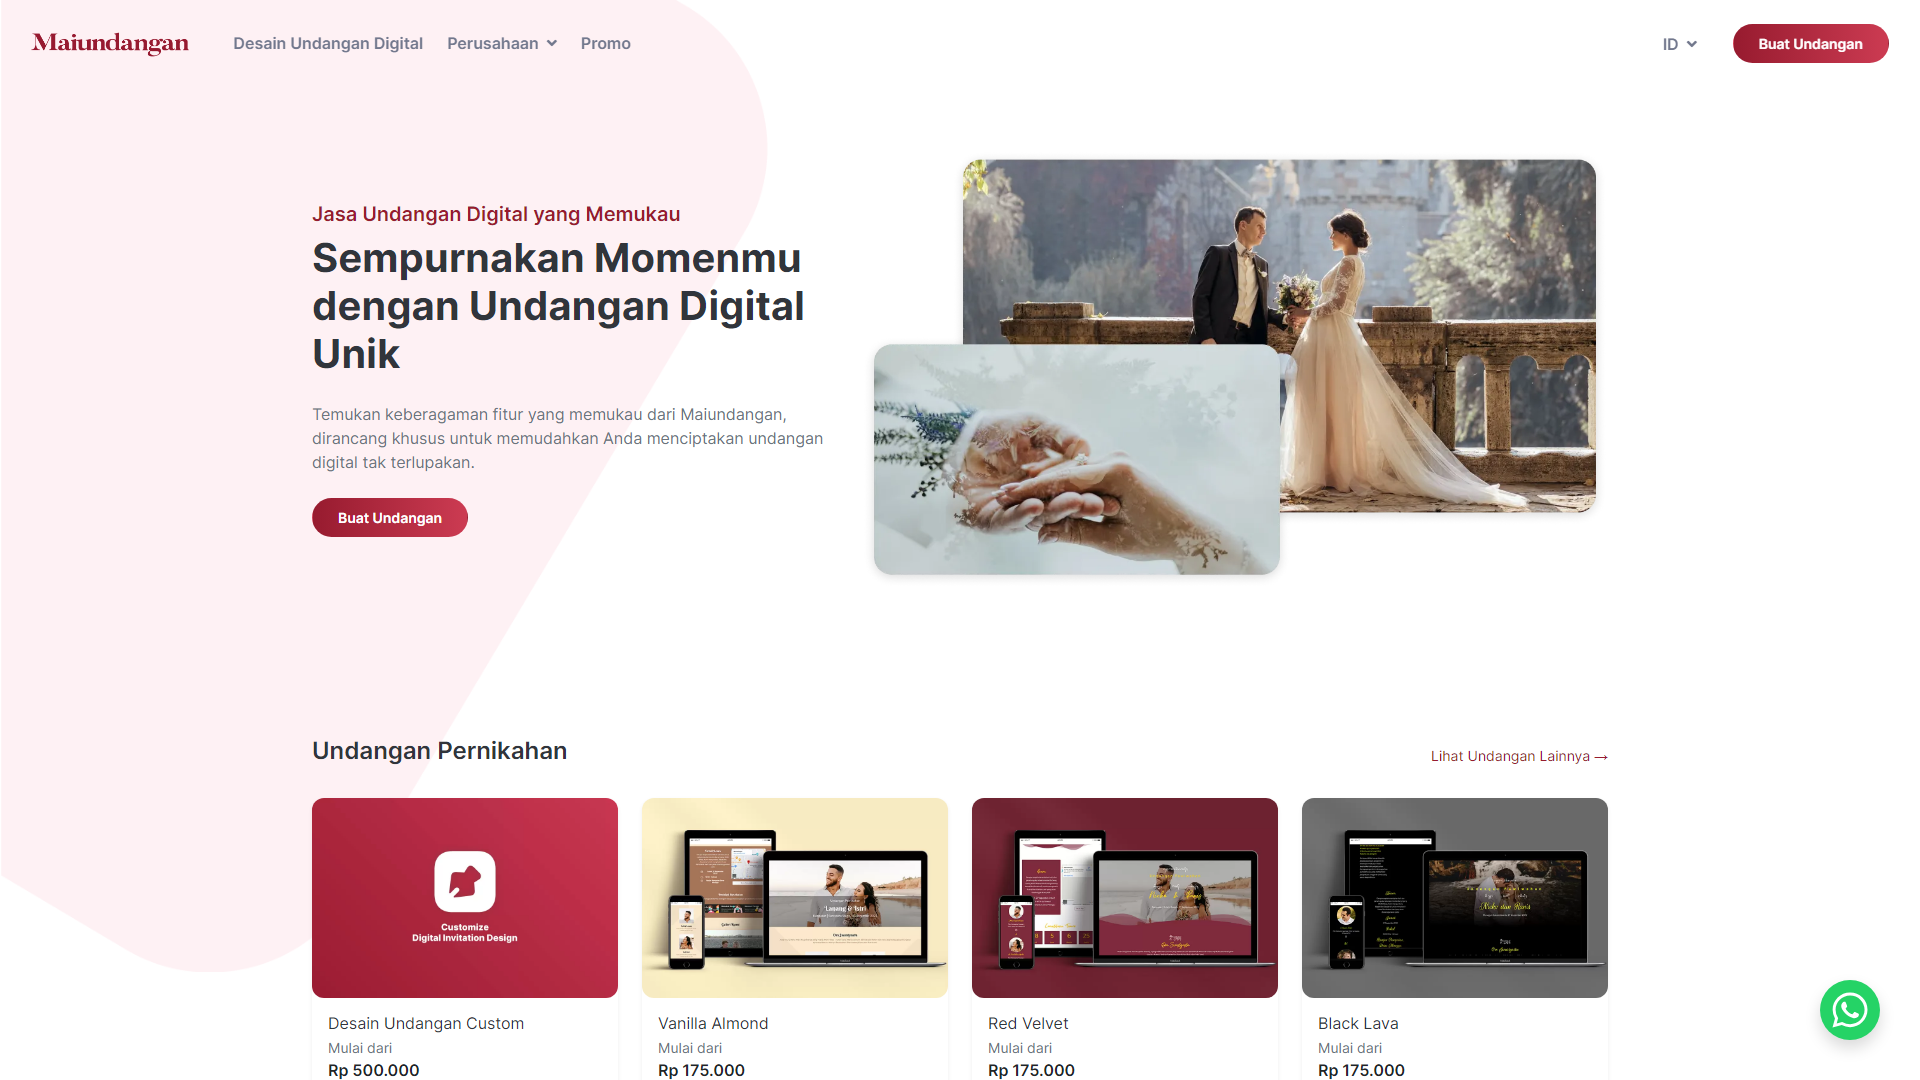 Maiundangan
Desain Undangan Digital
Perusahaan
Promo
ID
Buat Undangan
Jasa Undangan Digital yang Memukau
Sempurnakan Momenmu
dengan Undangan Digital
Unik
Temukan keberagaman fitur yang memukau dari Maiundangan,
dirancang khusus untuk memudahkan Anda menciptakan undangan
digital tak terlupakan.
Buat Undangan
Undangan Pernikahan
Lihat Undangan Lainnya →
Customize
Digital Invitation Design
Desain Undangan Custom
Mulai dari
Rp 500.000
Vanilla Almond
Mulai dari
Rp 175.000
Red Velvet
Mulai dari
Rp 175.000
Black Lava
Mulai dari
Rp 175.000